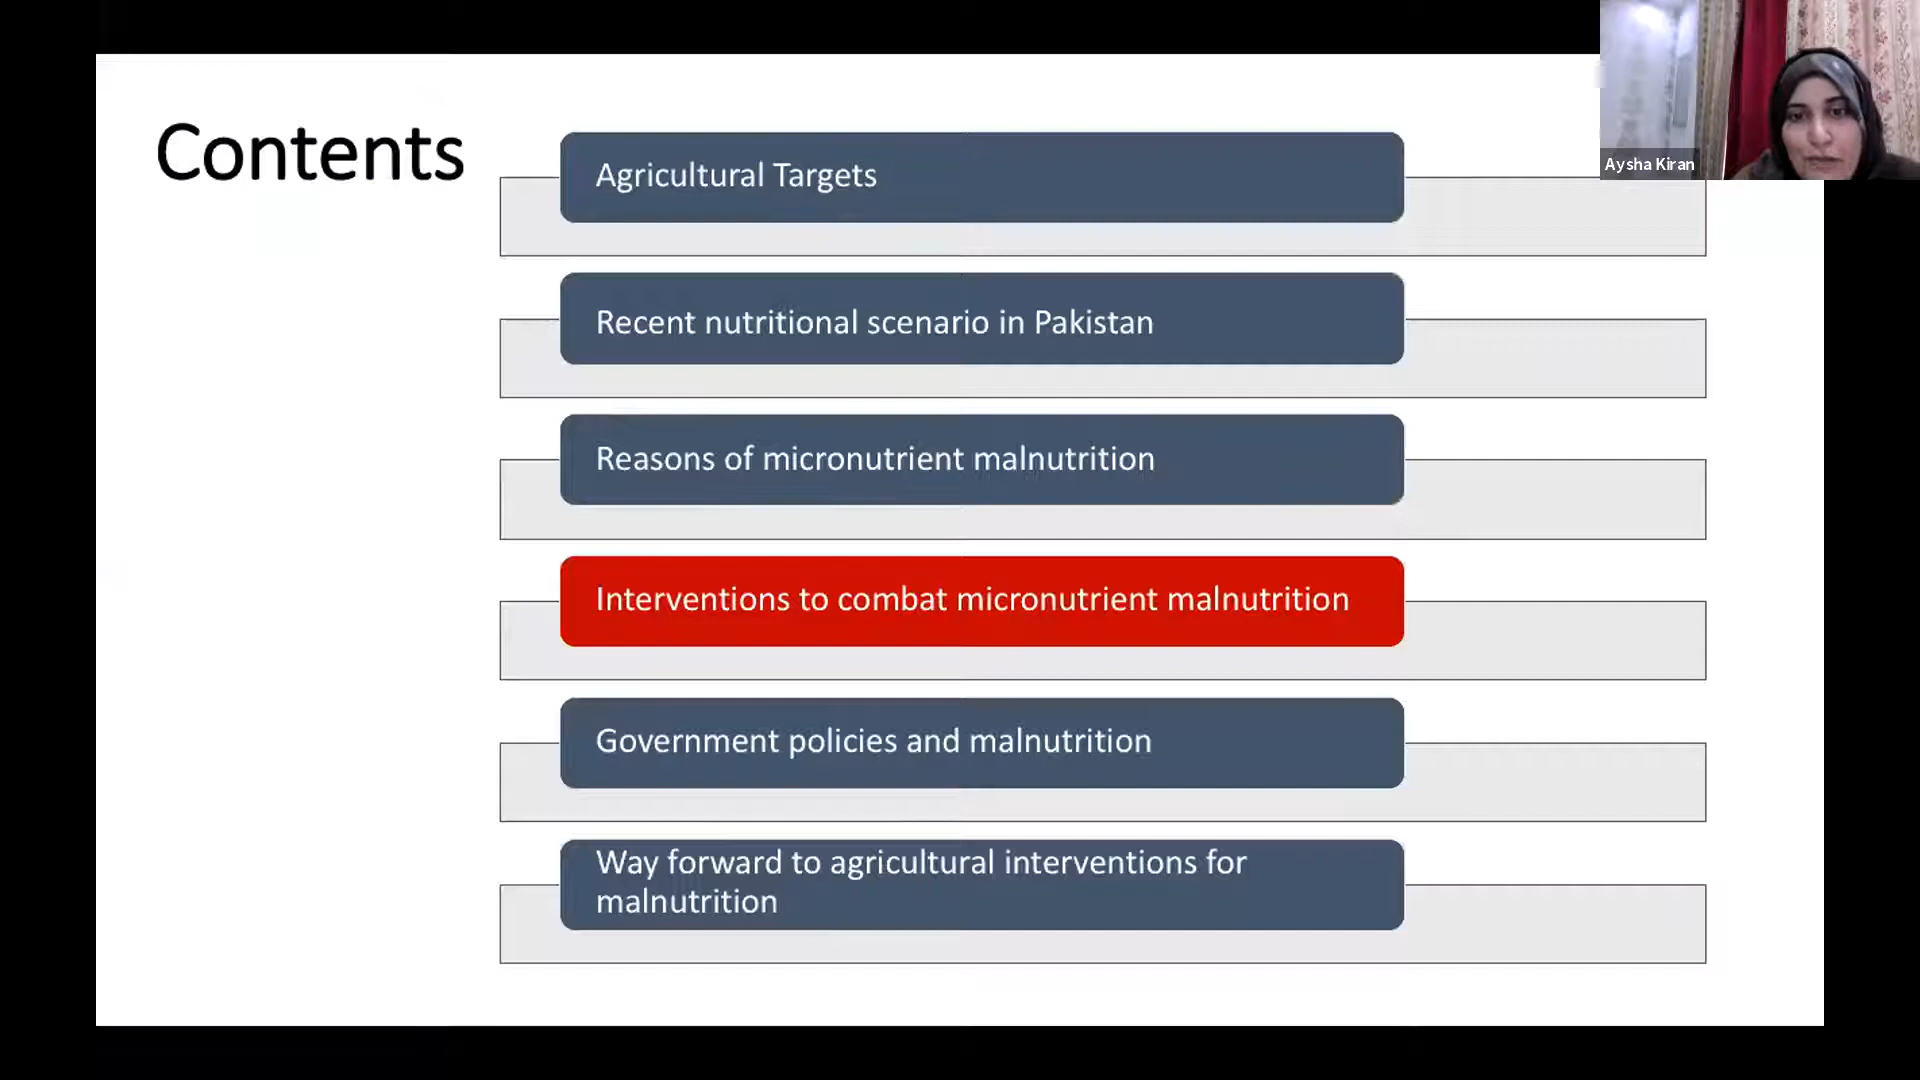 Contents
Agricultural Targets
Aysha Kiran
Recent nutritional scenario in Pakistan
Reasons of micronutrient malnutrition
Interventions to combat micronutrient malnutrition
Government policies and malnutrition
Way forward to agricultural interventions for
malnutrition